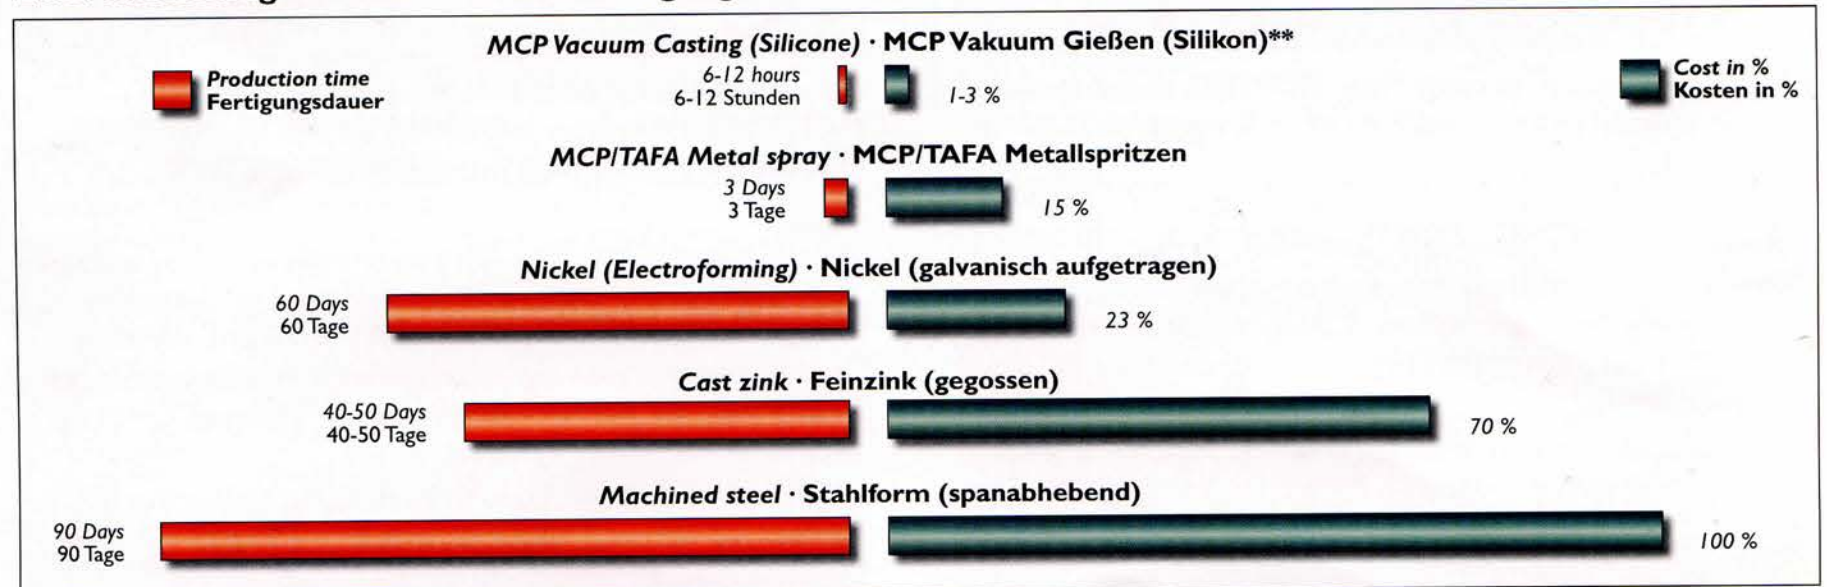 MCP Vacuum Casting (Silicone) · MCP Vakuum Gießen (Silikon)**
Production time
Fertigungsdauer
6-12 hours
6-12 Stunden
1-3 %
Cost in %
Kosten in %
MCP/TAFA Metal spray · MCP/TAFA Metallspritzen
3 Days
3 Tage
15 %
Nickel (Electroforming) · Nickel (galvanisch aufgetragen)
60 Days
60 Tage
23 %
Cast zink · Feinzink (gegossen)
40-50 Days
40-50 Tage
70 %
Machined steel · Stahlform (spanabhebend)
90 Days
90 Tage
100 %